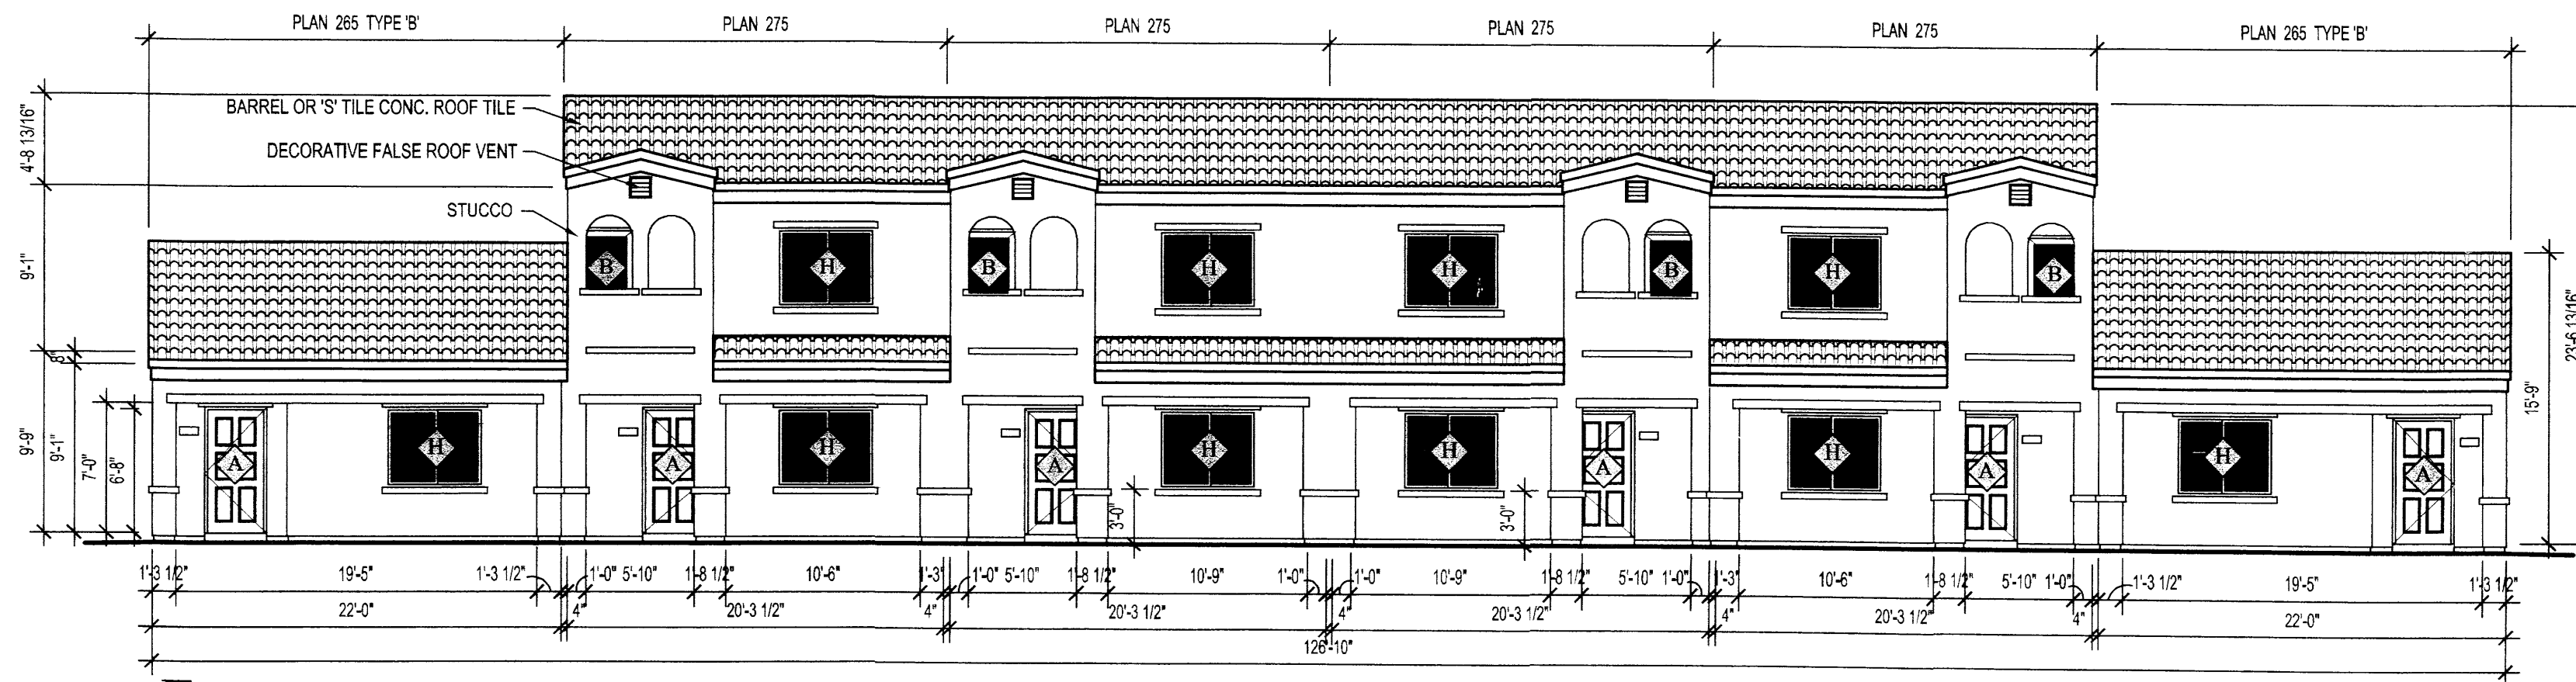 PLAN 265 TYPE 'B' PLAN 275 PLAN 275 PLAN 275 PLAN 275 PLAN 265 TYPE 'B'
BARREL OR 'S' TILE CONC. ROOF TILE
DECORATIVE FALSE ROOF VENT
STUCCO
4'-8 13/16"
9'-1"
8"
9'-9"
9'-1"
7'-0"
6'-8"
B H B H H B H B
A H A H A H H A H A H A
3'-0" 3'-0"
23'-6 13/16"
15'-9"
1'-3 1/2" 19'-5" 1'-3 1/2" 1'-0" 5'-10" 1'-8 1/2" 10'-6" 1'-3" 1'-0" 5'-10" 1'-8 1/2" 10'-9" 1'-0" 1'-0" 10'-9" 1'-8 1/2" 5'-10" 1'-0" 1'-3" 10'-6" 1'-8 1/2" 5'-10" 1'-0" 1'-3 1/2" 19'-5" 1'-3 1/2"
22'-0" 4" 20'-3 1/2" 4" 20'-3 1/2" 4" 20'-3 1/2" 4" 20'-3 1/2" 4" 22'-0"
126'-10"